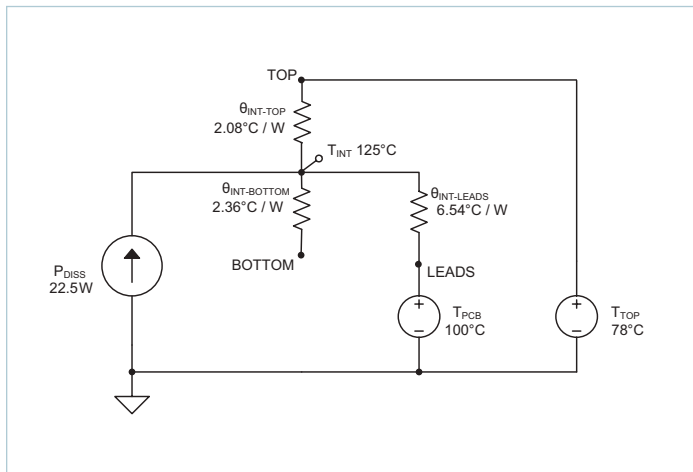 TOP
θINT-TOP
2.08°C / W
TINT 125°C
θINT-BOTTOM
2.36°C / W
θINT-LEADS
6.54°C / W
BOTTOM
LEADS
PDISS
22.5W
+
TPCB
100°C
–
+
TTOP
78°C
–